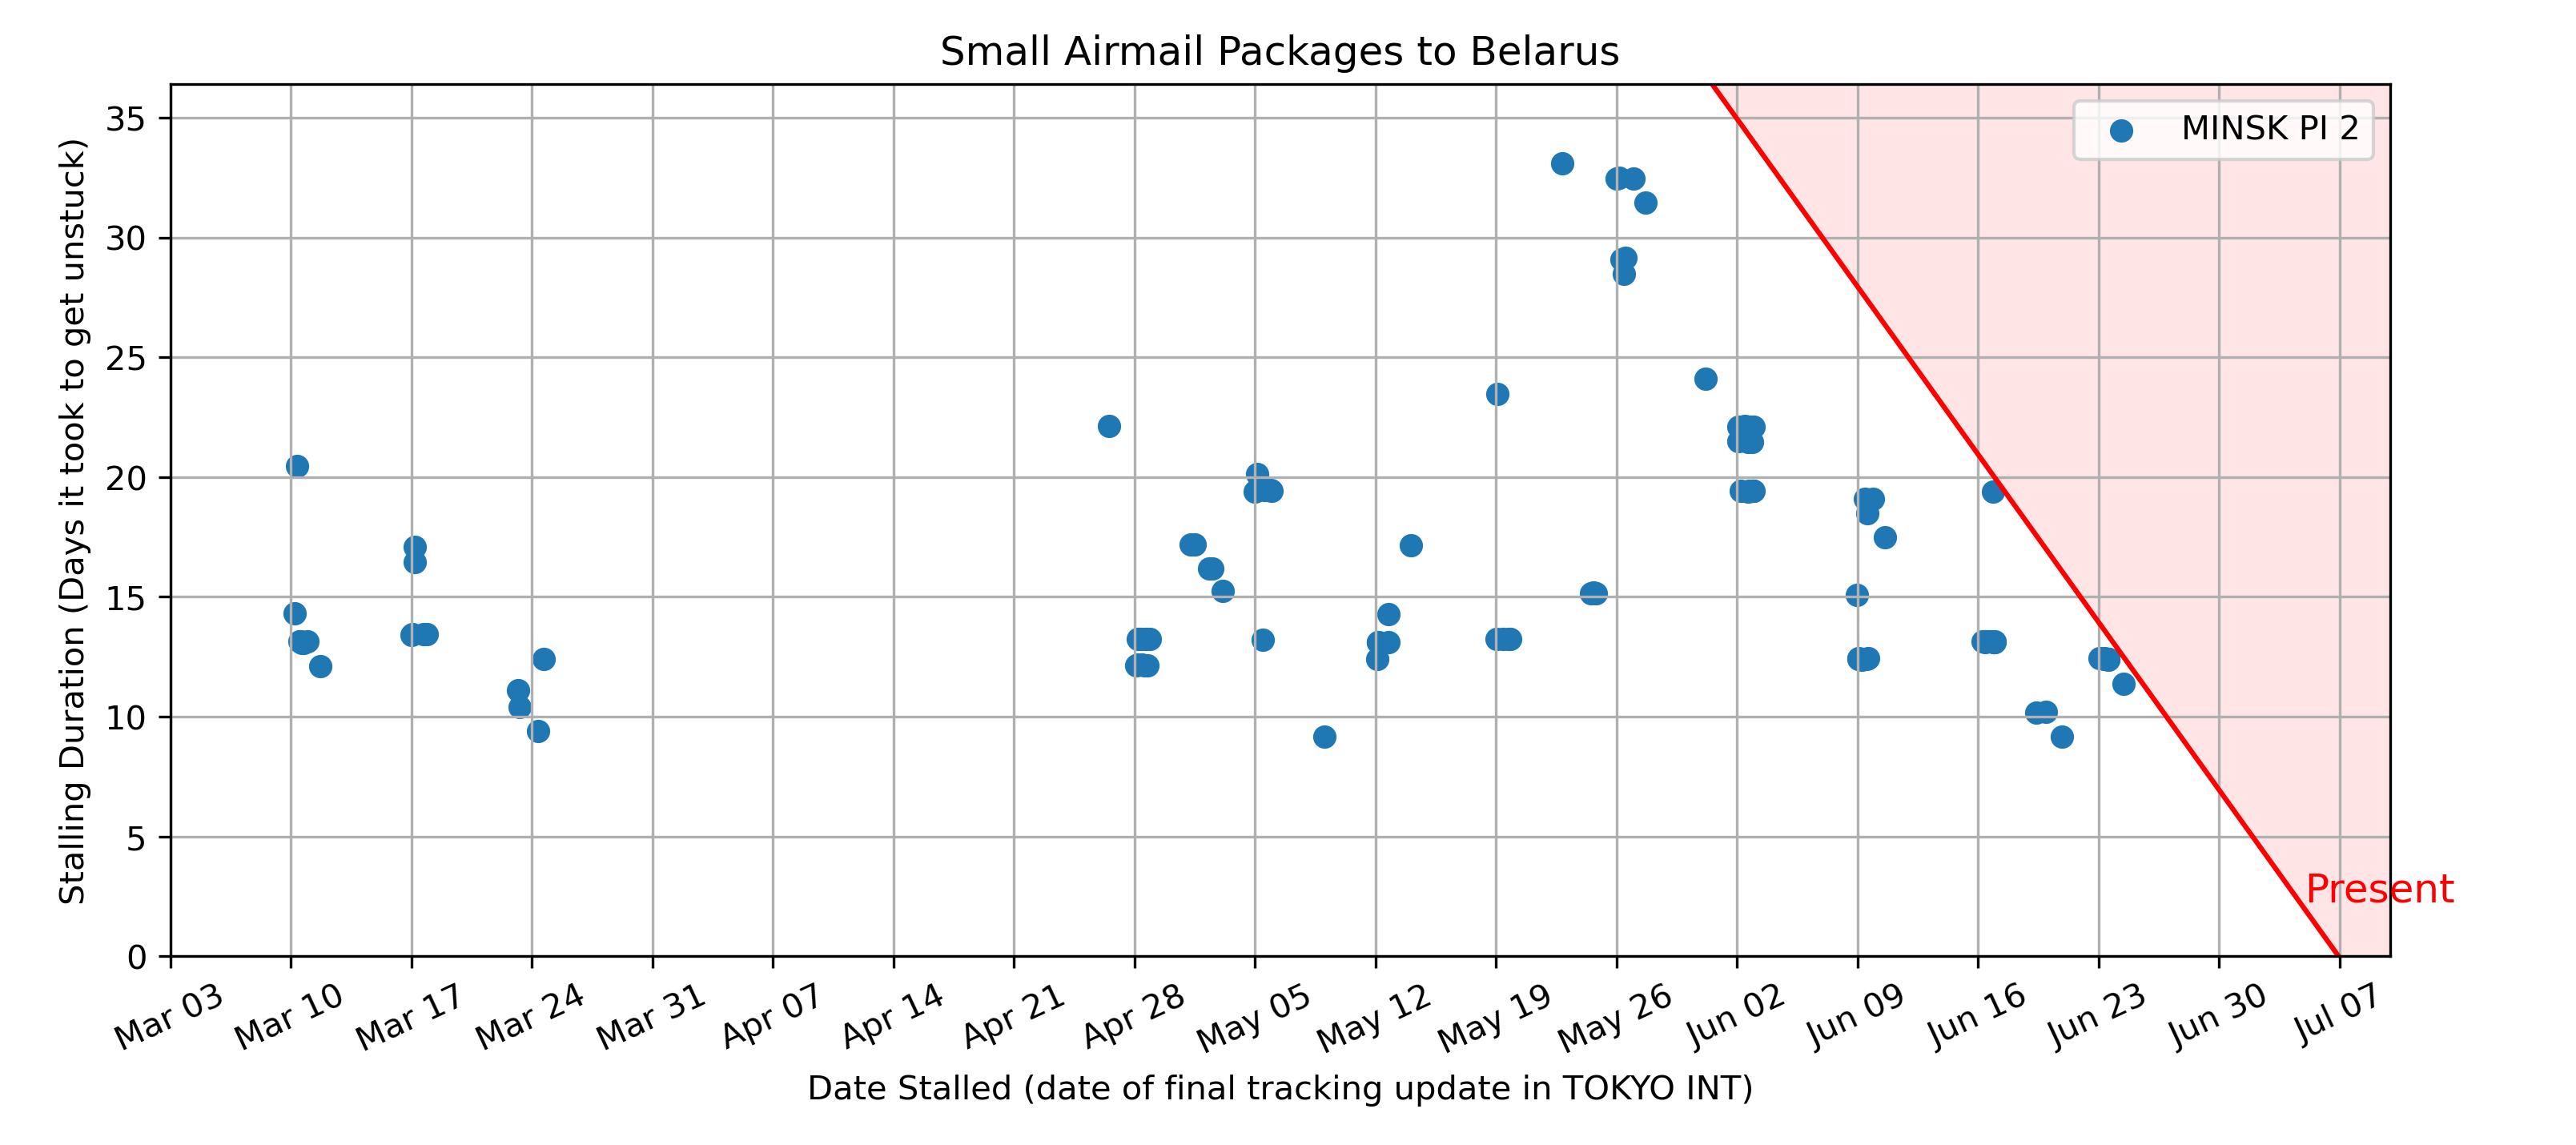 Small Airmail Packages to Belarus
MINSK PI 2
Stalling Duration (Days it took to get unstuck)
35
30
25
20
15
10
5
0
Present
Mar 03
Mar 10
Mar 17
Mar 24
Mar 31
Apr 07
Apr 14
Apr 21
Apr 28
May 05
May 12
May 19
May 26
Jun 02
Jun 09
Jun 16
Jun 23
Jun 30
Jul 07
Date Stalled (date of final tracking update in TOKYO INT)